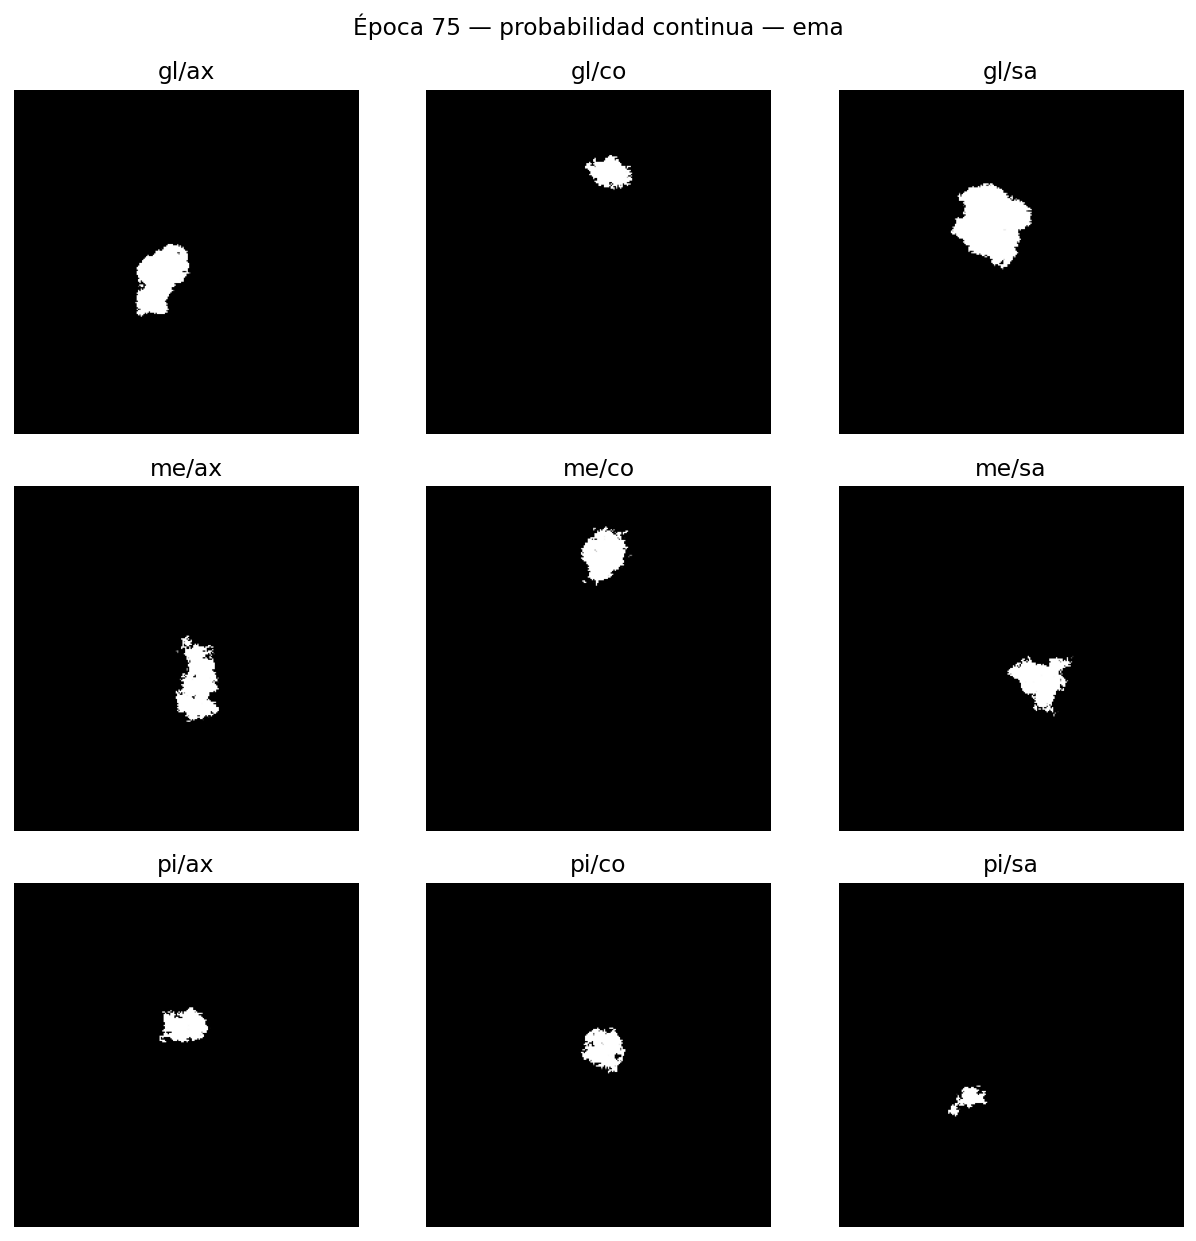 Época 75 — probabilidad continua — ema
gl/ax
gl/co
gl/sa
me/ax
me/co
me/sa
pi/ax
pi/co
pi/sa